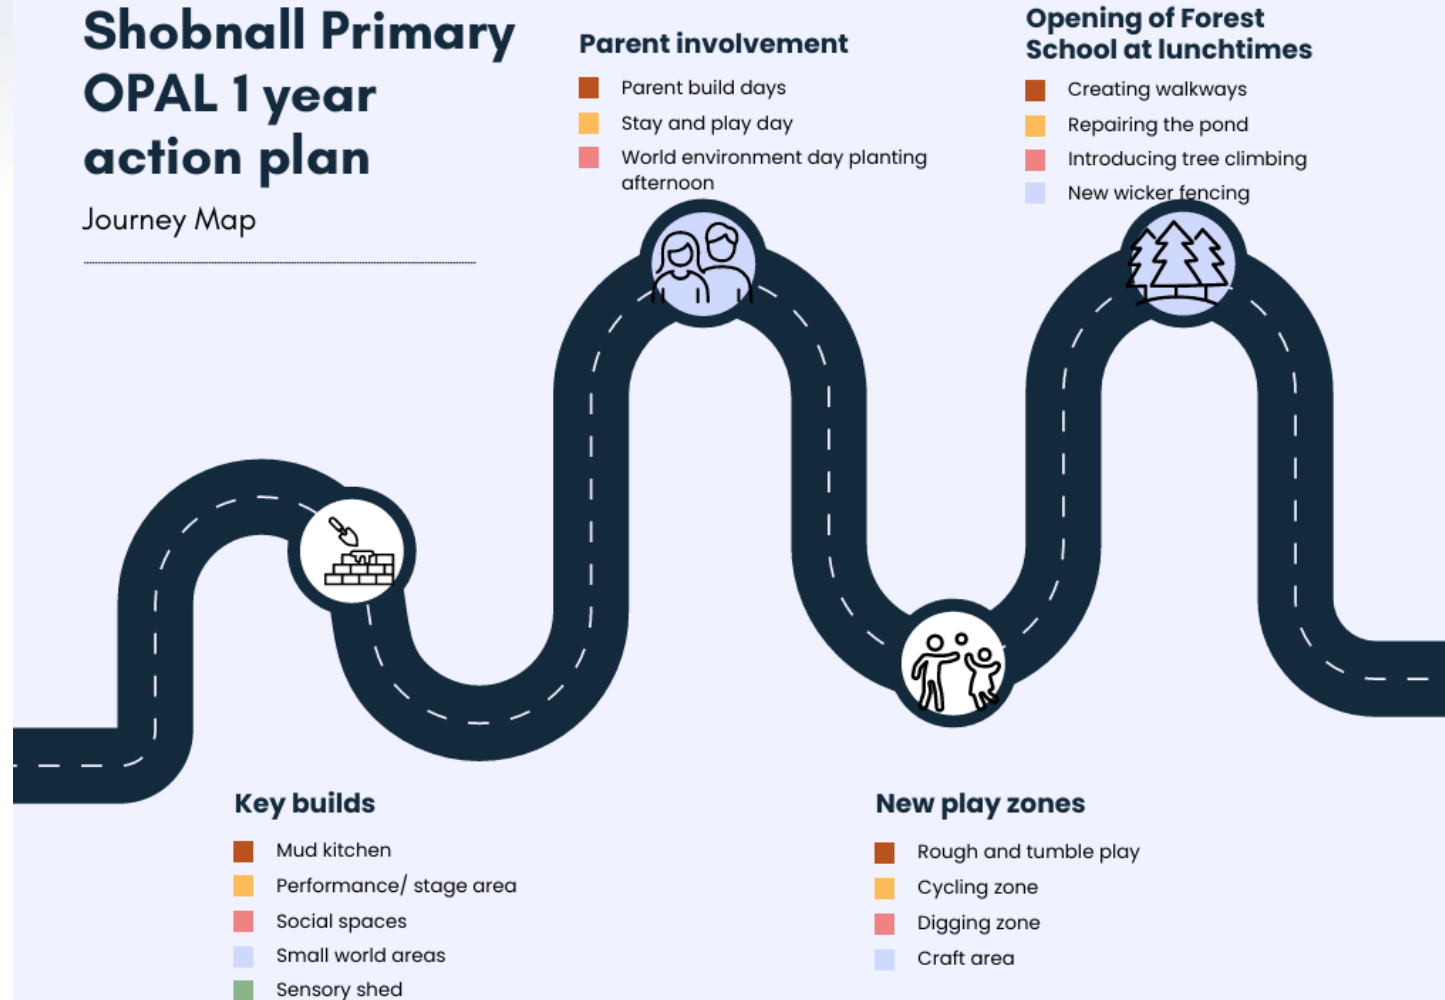 Shobnall Primary
OPAL 1 year
action plan
Journey Map
Parent involvement
Parent build days
Stay and play day
World environment day planting
afternoon
Opening of Forest
School at lunchtimes
Creating walkways
Repairing the pond
Introducing tree climbing
New wicker fencing
Key builds
Mud kitchen
Performance/ stage area
Social spaces
Small world areas
Sensory shed
New play zones
Rough and tumble play
Cycling zone
Digging zone
Craft area